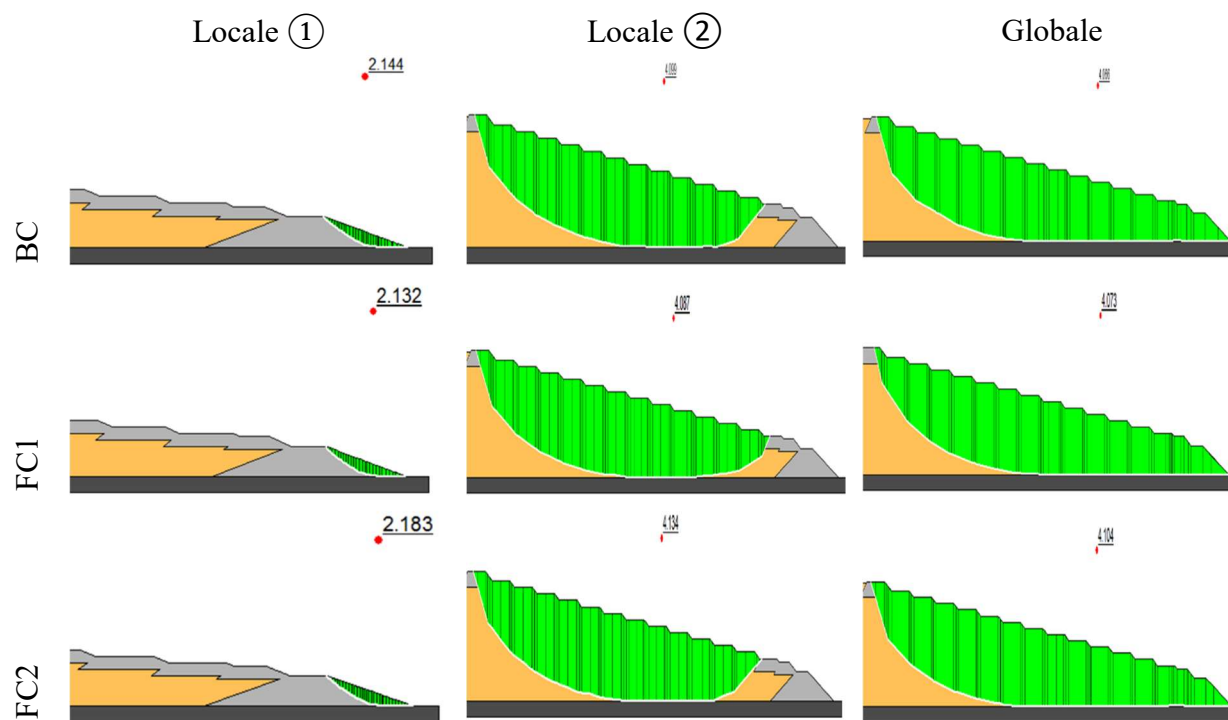 Locale ① Locale ② Globale
2.144
BC
2.132 4.087 4.073
FC1
2.183 4.134 4.104
FC2